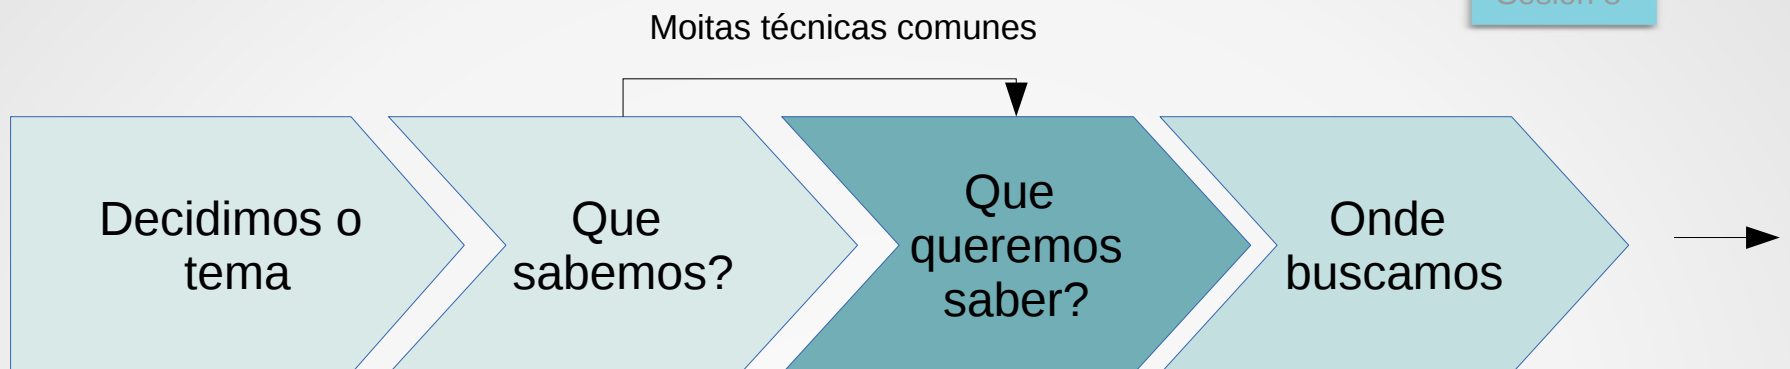 Moitas técnicas comunes
Decidimos o
tema
Que
sabemos?
Que
queremos
saber?
Onde
buscamos